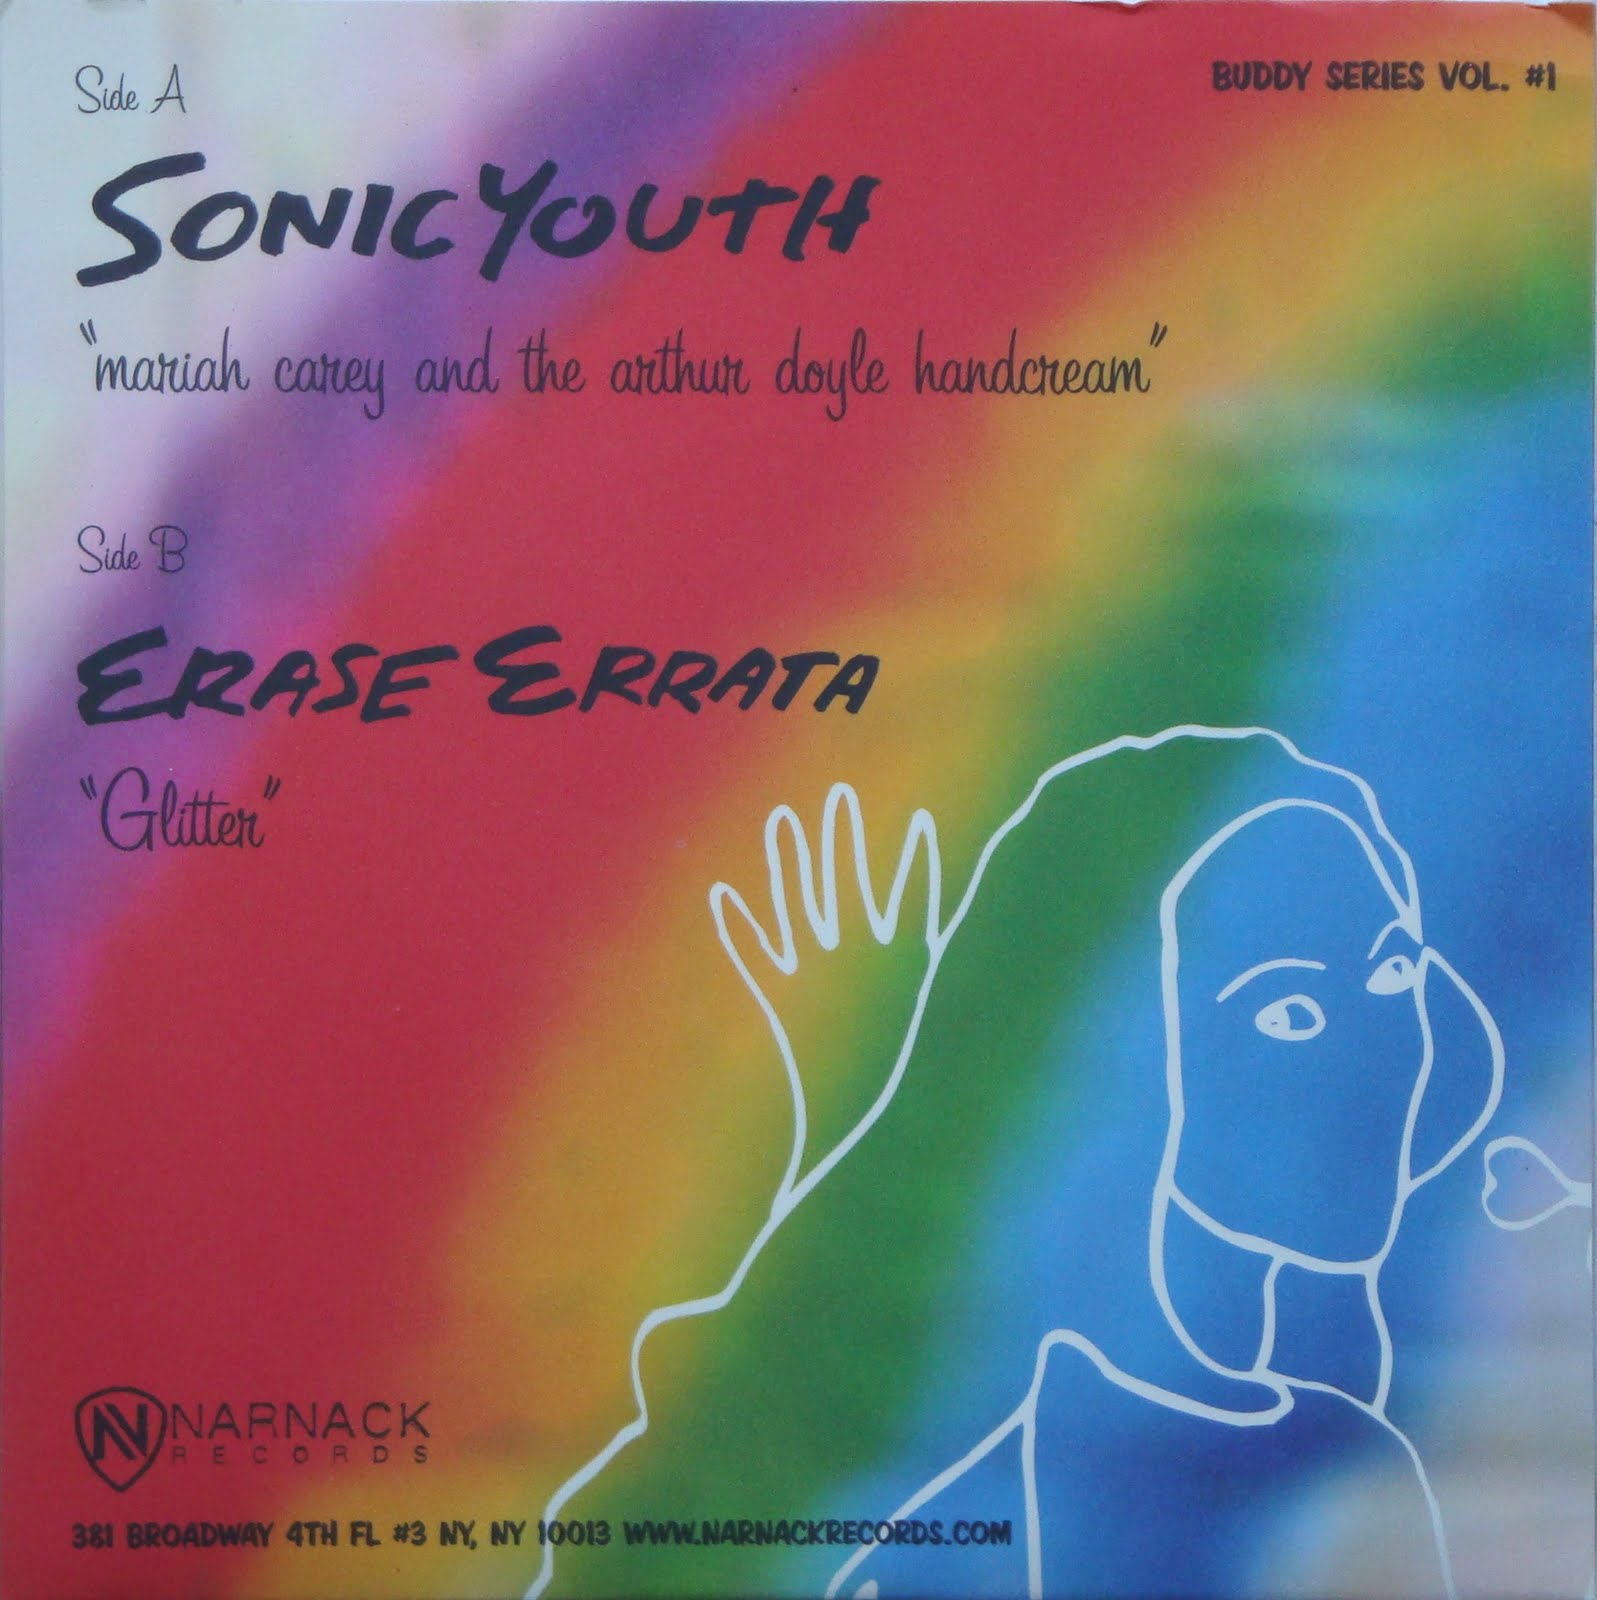 Side A
BUDDY SERIES VOL. #1
SONIC YOUTH
"mariah carey and the arthur doyle handcream"
Side B
ERASE ERRATA
"Glitter"
N
NARNACK
RECORDS
381 BROADWAY 4TH FL #3 NY, NY 10013 WWW.NARNACKRECORDS.COM